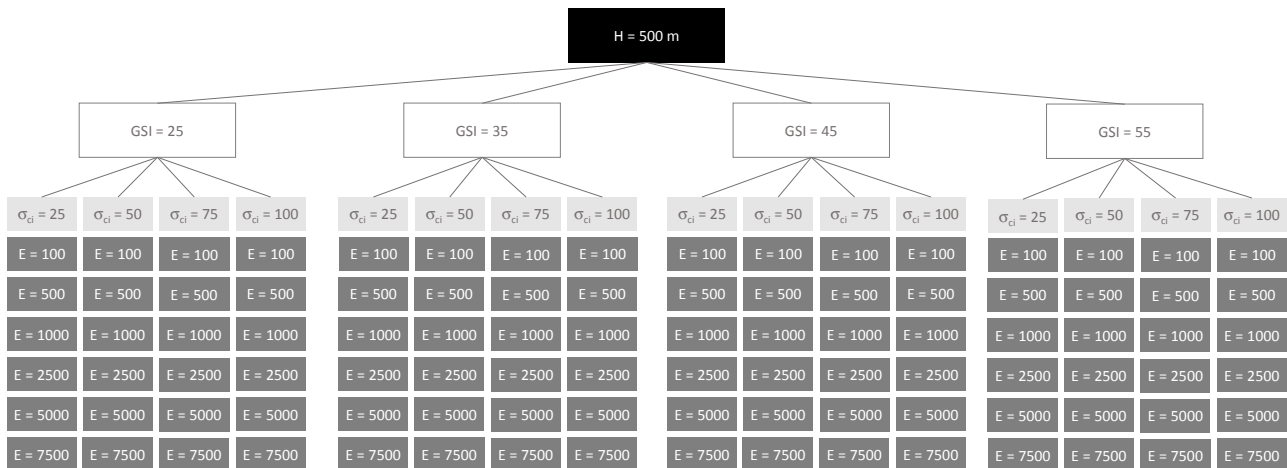 H = 500 m
GSI = 25
GSI = 35
GSI = 45
GSI = 55
σci = 25 σci = 50 σci = 75 σci = 100 σci = 25 σci = 50 σci = 75 σci = 100 σci = 25 σci = 50 σci = 75 σci = 100 σci = 25 σci = 50 σci = 75 σci = 100
E = 100 E = 100 E = 100 E = 100 E = 100 E = 100 E = 100 E = 100 E = 100 E = 100 E = 100 E = 100 E = 100 E = 100 E = 100 E = 100
E = 500 E = 500 E = 500 E = 500 E = 500 E = 500 E = 500 E = 500 E = 500 E = 500 E = 500 E = 500 E = 500 E = 500 E = 500 E = 500
E = 1000 E = 1000 E = 1000 E = 1000 E = 1000 E = 1000 E = 1000 E = 1000 E = 1000 E = 1000 E = 1000 E = 1000 E = 1000 E = 1000 E = 1000 E = 1000
E = 2500 E = 2500 E = 2500 E = 2500 E = 2500 E = 2500 E = 2500 E = 2500 E = 2500 E = 2500 E = 2500 E = 2500 E = 2500 E = 2500 E = 2500 E = 2500
E = 5000 E = 5000 E = 5000 E = 5000 E = 5000 E = 5000 E = 5000 E = 5000 E = 5000 E = 5000 E = 5000 E = 5000 E = 5000 E = 5000 E = 5000 E = 5000
E = 7500 E = 7500 E = 7500 E = 7500 E = 7500 E = 7500 E = 7500 E = 7500 E = 7500 E = 7500 E = 7500 E = 7500 E = 7500 E = 7500 E = 7500 E = 7500